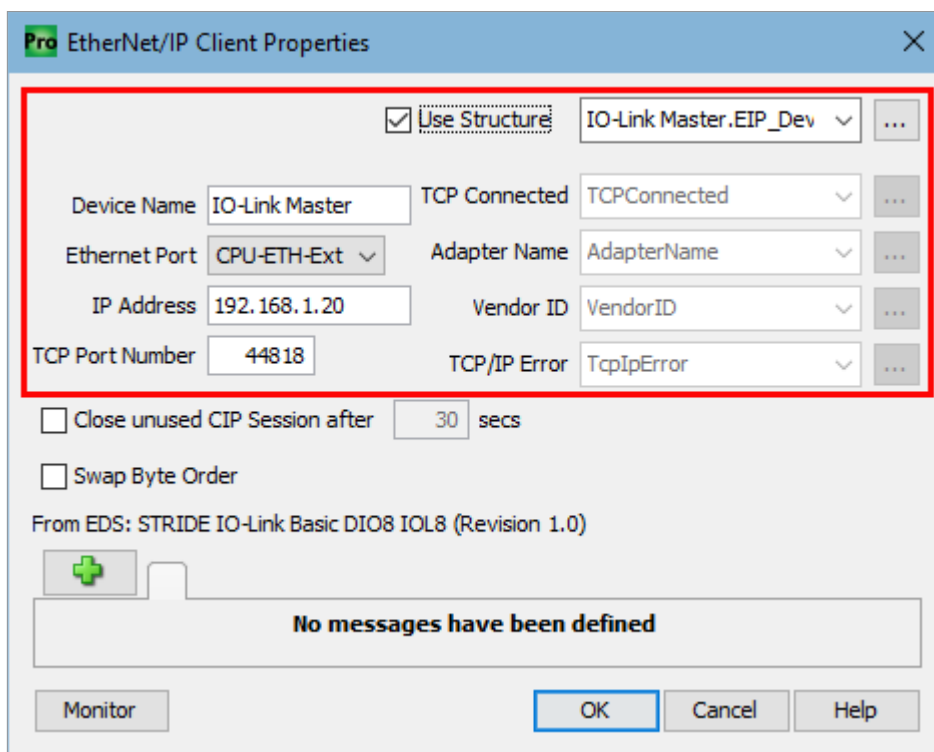 Pro EtherNet/IP Client Properties
Use Structure IO-Link Master.EIP_Dev ...
Device Name IO-Link Master TCP Connected TCPConnected ...
Ethernet Port CPU-ETH-Ext Adapter Name AdapterName ...
IP Address 192.168.1.20 Vendor ID VendorID ...
TCP Port Number 44818 TCP/IP Error TcpIpError ...
Close unused CIP Session after 30 secs
Swap Byte Order
From EDS: STRIDE IO-Link Basic DIO8 IOL8 (Revision 1.0)
No messages have been defined
Monitor OK Cancel Help